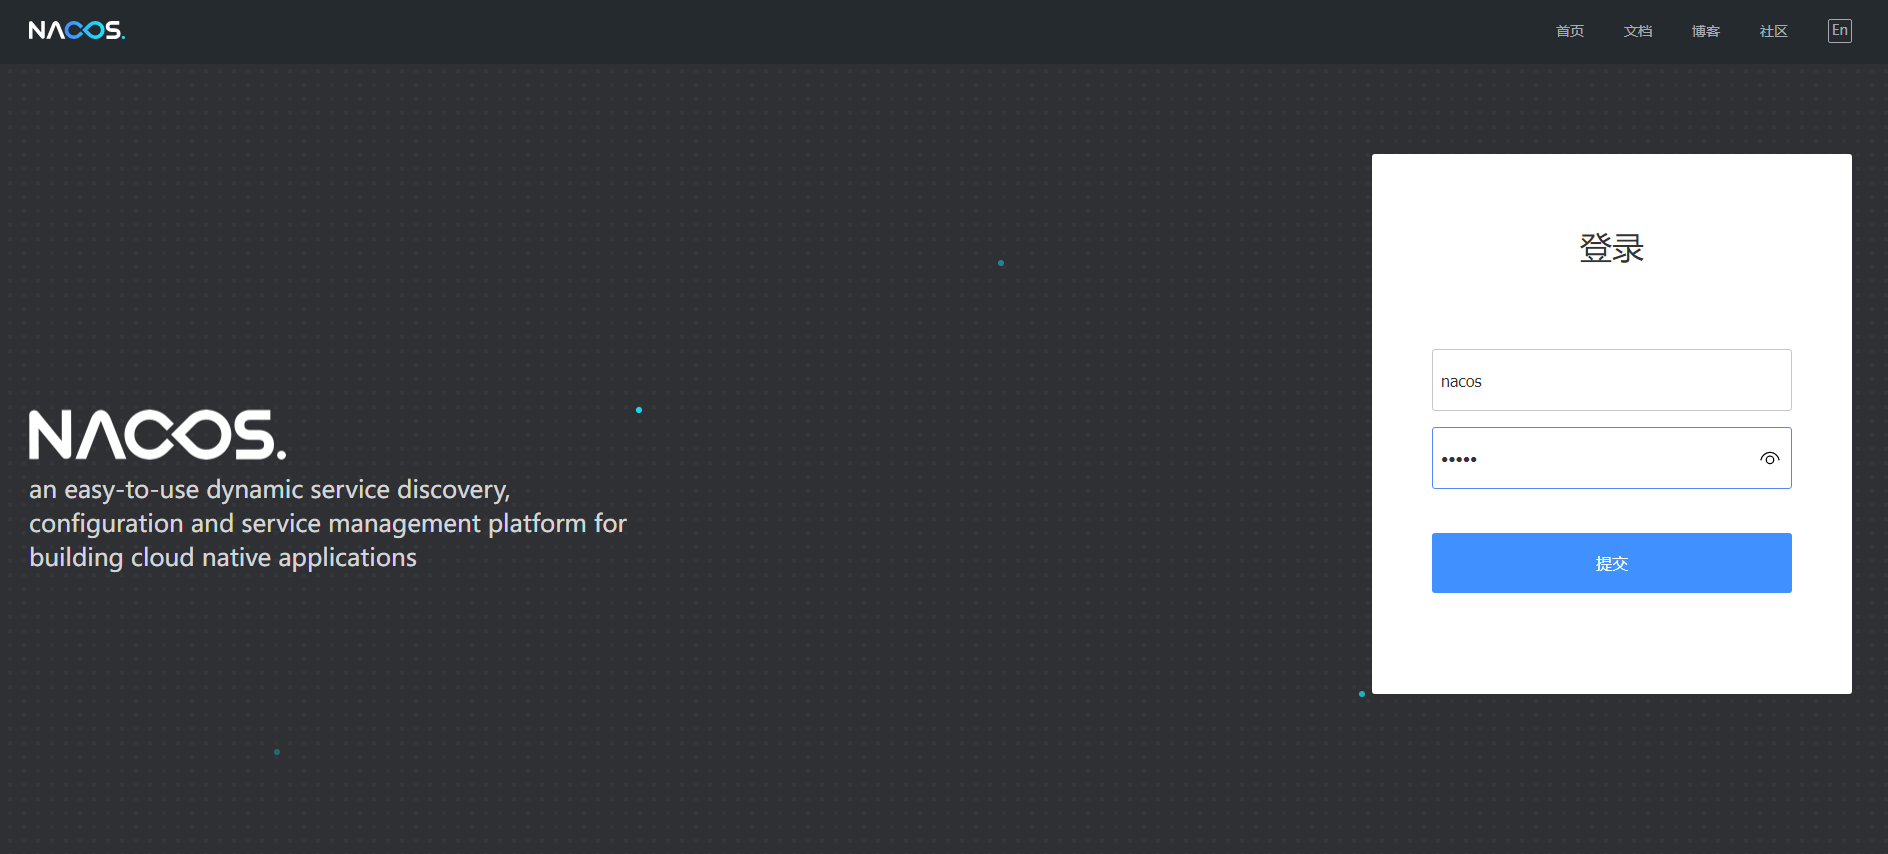 NACOS.
首页 文档 博客 社区 En
登录
nacos
•••••
提交
NACOS.
an easy-to-use dynamic service discovery,
configuration and service management platform for
building cloud native applications